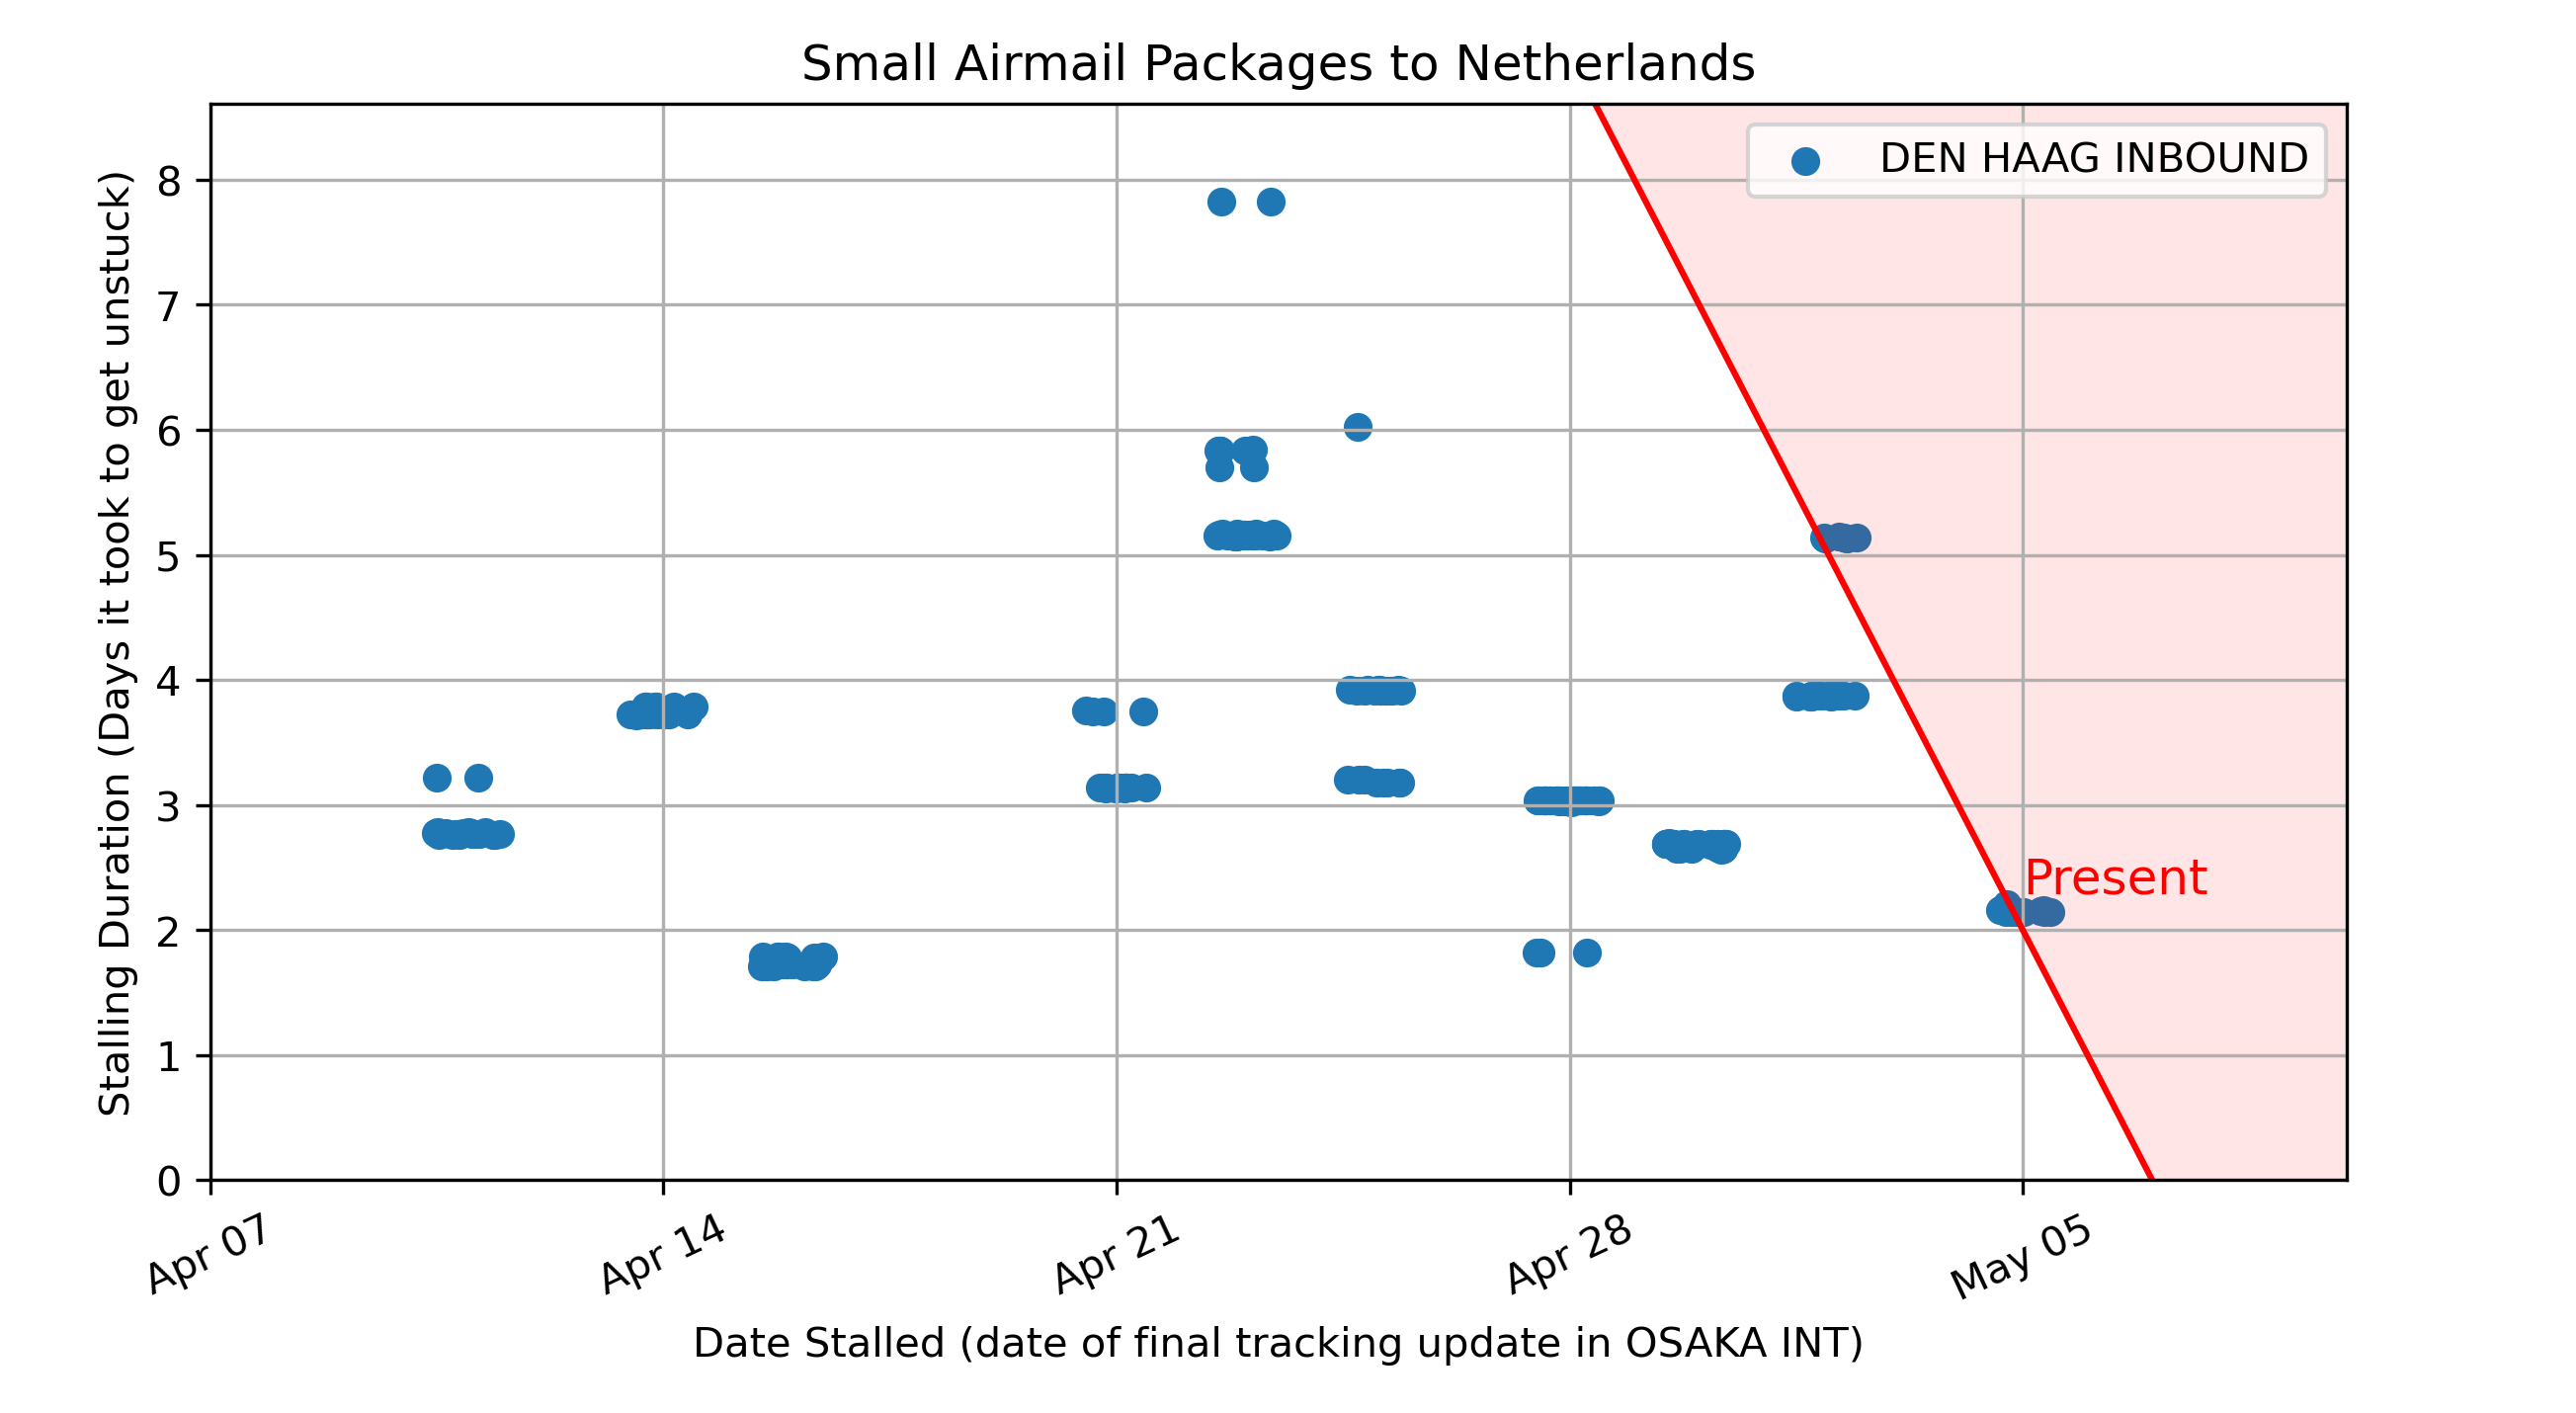 Small Airmail Packages to Netherlands
DEN HAAG INBOUND
Stalling Duration (Days it took to get unstuck)
8
7
6
5
4
3
2
1
0
Present
Apr 07
Apr 14
Apr 21
Apr 28
May 05
Date Stalled (date of final tracking update in OSAKA INT)